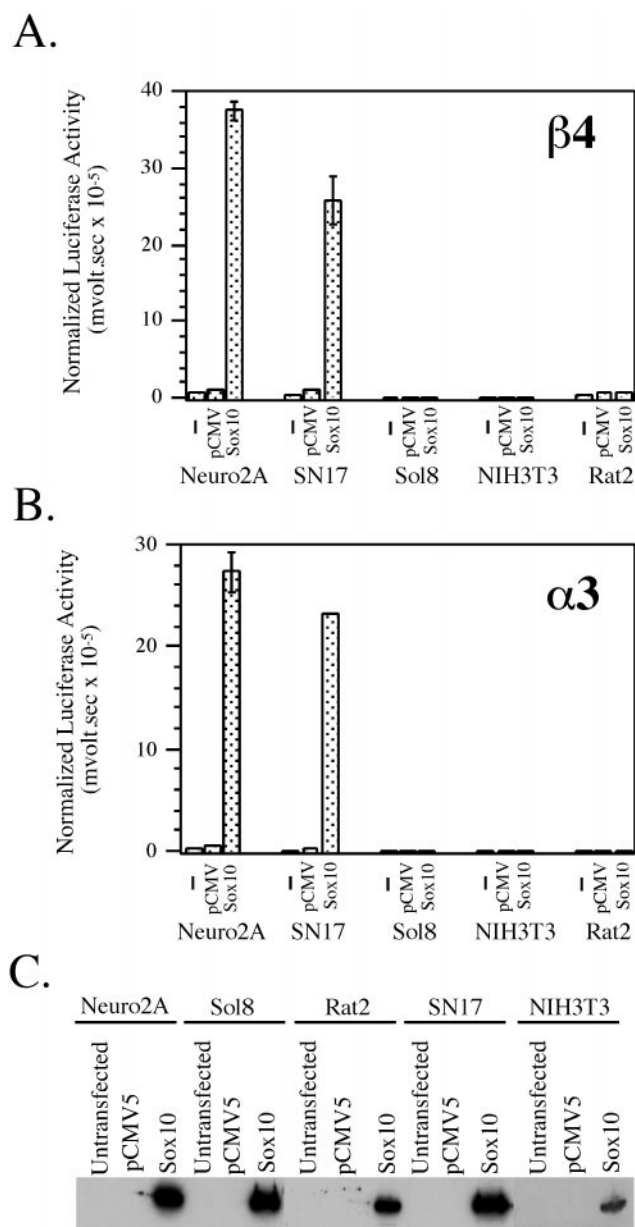 A.
Normalized Luciferase Activity
(mvolt.sec x 10-5)
40
30
20
10
0
β4
– pCMV Sox10 – pCMV Sox10 – pCMV Sox10 – pCMV Sox10 – pCMV Sox10
Neuro2A SN17 Sol8 NIH3T3 Rat2
B.
Normalized Luciferase Activity
(mvolt.sec x 10-5)
30
20
10
0
α3
– pCMV Sox10 – pCMV Sox10 – pCMV Sox10 – pCMV Sox10 – pCMV Sox10
Neuro2A SN17 Sol8 NIH3T3 Rat2
C.
Neuro2A Sol8 Rat2 SN17 NIH3T3
Untransfected pCMV5 Sox10 Untransfected pCMV5 Sox10 Untransfected pCMV5 Sox10 Untransfected pCMV5 Sox10 Untransfected pCMV5 Sox10